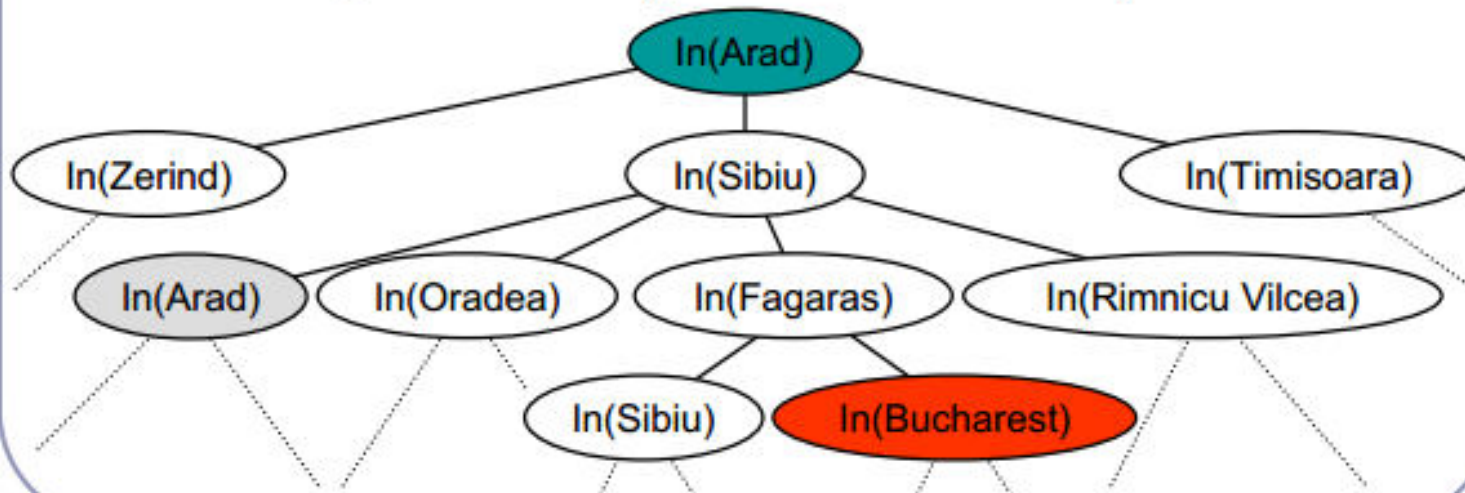 In(Arad)
In(Zerind) In(Sibiu) In(Timisoara)
In(Arad) In(Oradea) In(Fagaras) In(Rimnicu Vilcea)
In(Sibiu) In(Bucharest)